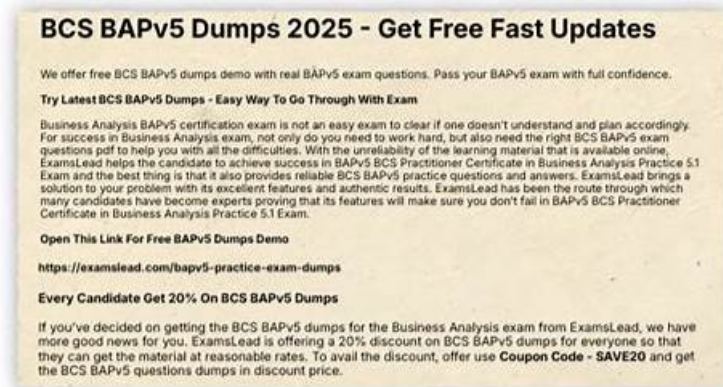 BCS BAPv5 Dumps 2025 - Get Free Fast Updates
We offer free BCS BAPv5 dumps demo with real BAPv5 exam questions. Pass your BAPv5 exam with full confidence.
Try Latest BCS BAPv5 Dumps - Easy Way To Go Through With Exam
Business Analysis BAPv5 certification exam is not an easy exam to clear if one doesn't understand and plan accordingly.
For success in Business Analysis exam, not only do you need to work hard, but also need the right BCS BAPv5 exam
questions pdf to help you with all the difficulties. With the unreliability of the learning material that is available online,
ExamsLead helps the candidate to achieve success in BAPv5 BCS Practitioner Certificate in Business Analysis Practice 5.1
Exam and the best thing is that it also provides reliable BCS BAPv5 practice questions and answers. ExamsLead brings a
solution to your problem with its excellent features and authentic results. ExamsLead has been the route through which
many candidates have become experts proving that its features will make sure you don't fail in BAPv5 BCS Practitioner
Certificate in Business Analysis Practice 5.1 Exam.
Open This Link For Free BAPv5 Dumps Demo
https://examslead.com/bapv5-practice-exam-dumps
Every Candidate Get 20% On BCS BAPv5 Dumps
If you've decided on getting the BCS BAPv5 dumps for the Business Analysis exam from ExamsLead, we have
more good news for you. ExamsLead is offering a 20% discount on BCS BAPv5 dumps for everyone so that
they can get the material at reasonable rates. To avail the discount, offer use Coupon Code - SAVE20 and get
the BCS BAPv5 questions dumps in discount price.